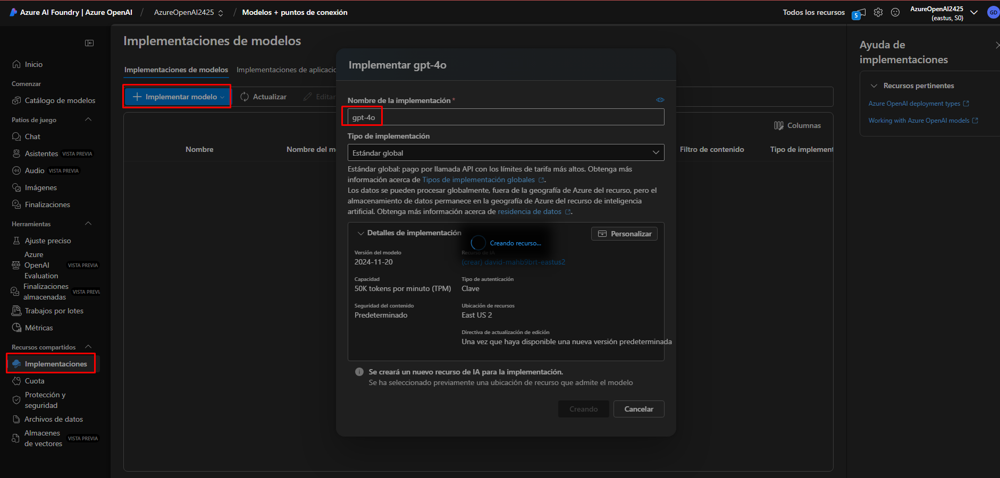 Azure AI Foundry | Azure OpenAI / AzureOpenAI2425 / Modelos + puntos de conexión
Todos los recursos
5
AzureOpenAI2425
(eastus, S0)
GD
Inicio
Comenzar
Catálogo de modelos
Patios de juego
Chat
Asistentes VISTA PREVIA
Audio VISTA PREVIA
Imágenes
Finalizaciones
Herramientas
Ajuste preciso
Azure
OpenAI VISTA PREVIA
Evaluation
Finalizaciones
almacenadas VISTA PREVI
Trabajos por lotes
Métricas
Recursos compartidos
Implementaciones
Cuota
Protección y
seguridad
Archivos de datos
Almacenes
de vectores VISTA PREVIA
Implementaciones de modelos
Implementaciones de modelos Implementaciones de aplicacio
Implementar modelo Actualizar Editar
Columnas
Nombre Nombre del m Filtro de contenido Tipo de implement
Implementar gpt-4o
Nombre de la implementación *
gpt-4o
Tipo de implementación
Estándar global
Estándar global: pago por llamada API con los límites de tarifa más altos. Obtenga más
información acerca de Tipos de implementación globales .
Los datos se pueden procesar globalmente, fuera de la geografía de Azure del recurso, pero el
almacenamiento de datos permanece en la geografía de Azure del recurso de inteligencia
artificial. Obtenga más información acerca de residencia de datos .
Detalles de implementación
Personalizar
Creando recurso...
Versión del modelo
2024-11-20
Recurso de IA
(crear) david-mahb9brt-eastus2
Capacidad
50K tokens por minuto (TPM)
Tipo de autenticación
Clave
Seguridad del contenido
Predeterminado
Ubicación de recursos
East US 2
Directiva de actualización de edición
Una vez que haya disponible una nueva versión predeterminada
Se creará un nuevo recurso de IA para la implementación.
Se ha seleccionado previamente una ubicación de recurso que admite el modelo
Creando
Cancelar
Ayuda de
implementaciones
Recursos pertinentes
Azure OpenAI deployment types
Working with Azure OpenAI models